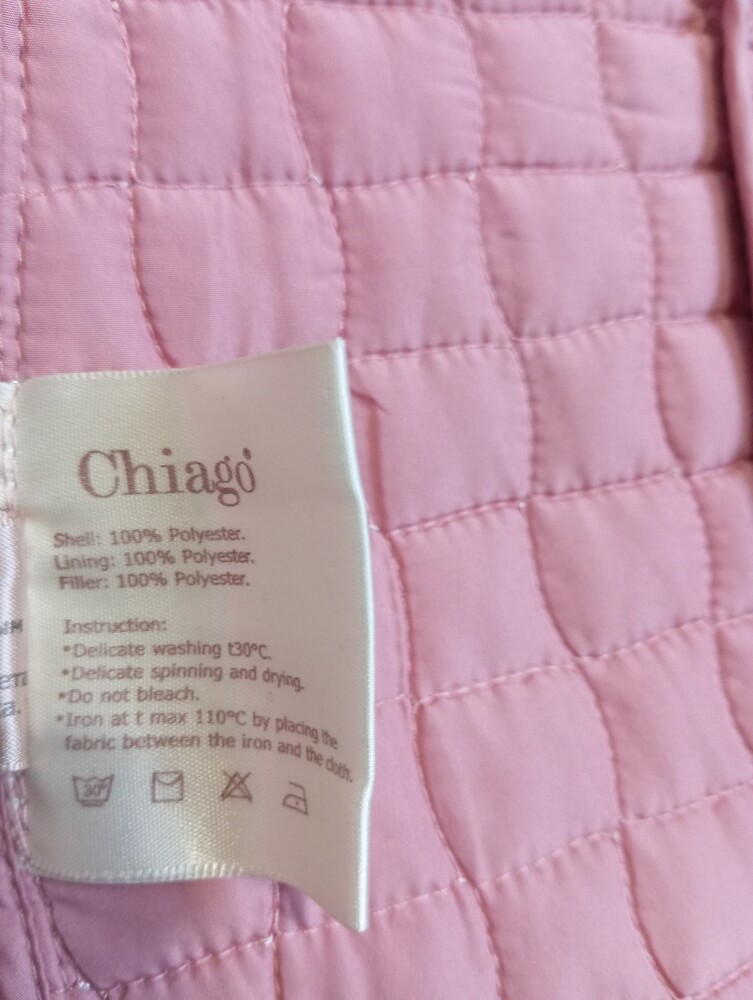 Chiagó
Shell: 100% Polyester.
Lining: 100% Polyester.
Filler: 100% Polyester.
Instruction:
*Delicate washing t30°C.
*Delicate spinning and drying.
*Do not bleach.
*Iron at t max 110°C by placing the
fabric between the iron and the cloth.
30°